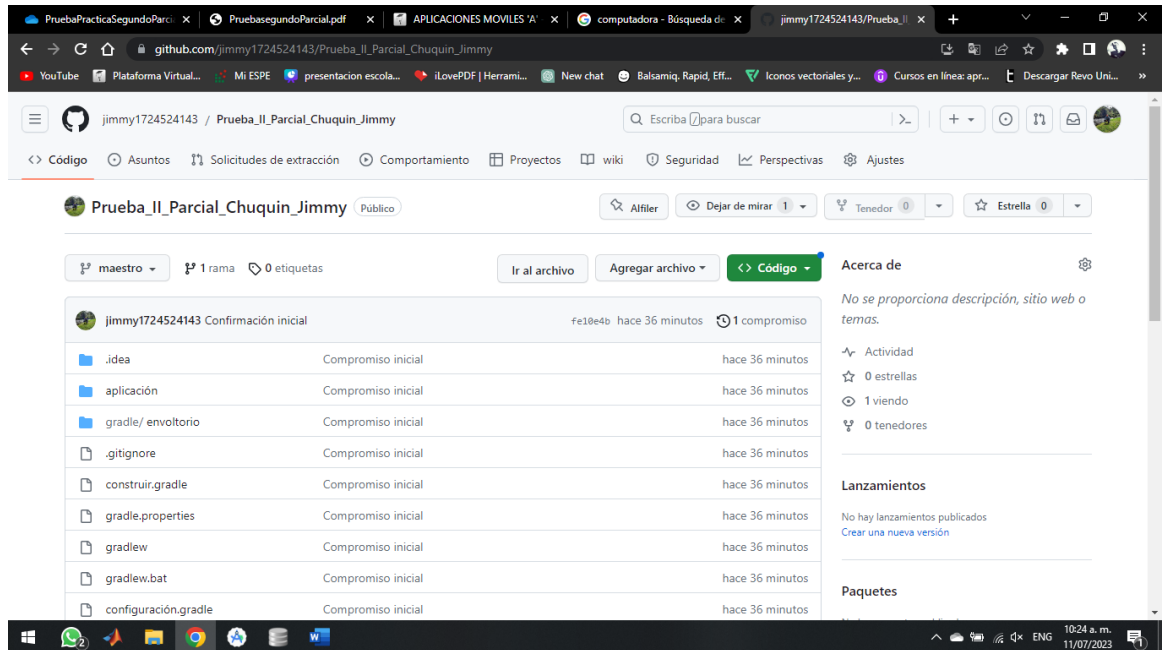 PruebaPracticaSegundoParci
PruebasegundoParcial.pdf
APLICACIONES MOVILES 'A'
computadora - Búsqueda de
jimmy1724524143/Prueba_II_
github.com/jimmy1724524143/Prueba_II_Parcial_Chuquin_Jimmy
YouTube Plataforma Virtual... Mi ESPE presentacion escola... iLovePDF | Herrami... New chat Balsamiq. Rapid, Eff... Iconos vectoriales y... Cursos en línea: apr... Descargar Revo Uni... »
jimmy1724524143 / Prueba_II_Parcial_Chuquin_Jimmy Escriba / para buscar
Código Asuntos Solicitudes de extracción Comportamiento Proyectos wiki Seguridad Perspectivas Ajustes
Prueba_II_Parcial_Chuquin_Jimmy Público Alfiler Dejar de mirar 1 Tenedor 0 Estrella 0
maestro 1 rama 0 etiquetas Ir al archivo Agregar archivo <> Código
jimmy1724524143 Confirmación inicial fe10e4b hace 36 minutos 1 compromiso
.idea Compromiso inicial hace 36 minutos
aplicación Compromiso inicial hace 36 minutos
gradle/ envoltorio Compromiso inicial hace 36 minutos
.gitignore Compromiso inicial hace 36 minutos
construir.gradle Compromiso inicial hace 36 minutos
gradle.properties Compromiso inicial hace 36 minutos
gradlew Compromiso inicial hace 36 minutos
gradlew.bat Compromiso inicial hace 36 minutos
configuración.gradle Compromiso inicial hace 36 minutos
Acerca de
No se proporciona descripción, sitio web o
temas.
Actividad
0 estrellas
1 viendo
0 tenedores
Lanzamientos
No hay lanzamientos publicados
Crear una nueva versión
Paquetes
2
ENG
10:24 a. m.
11/07/2023
1